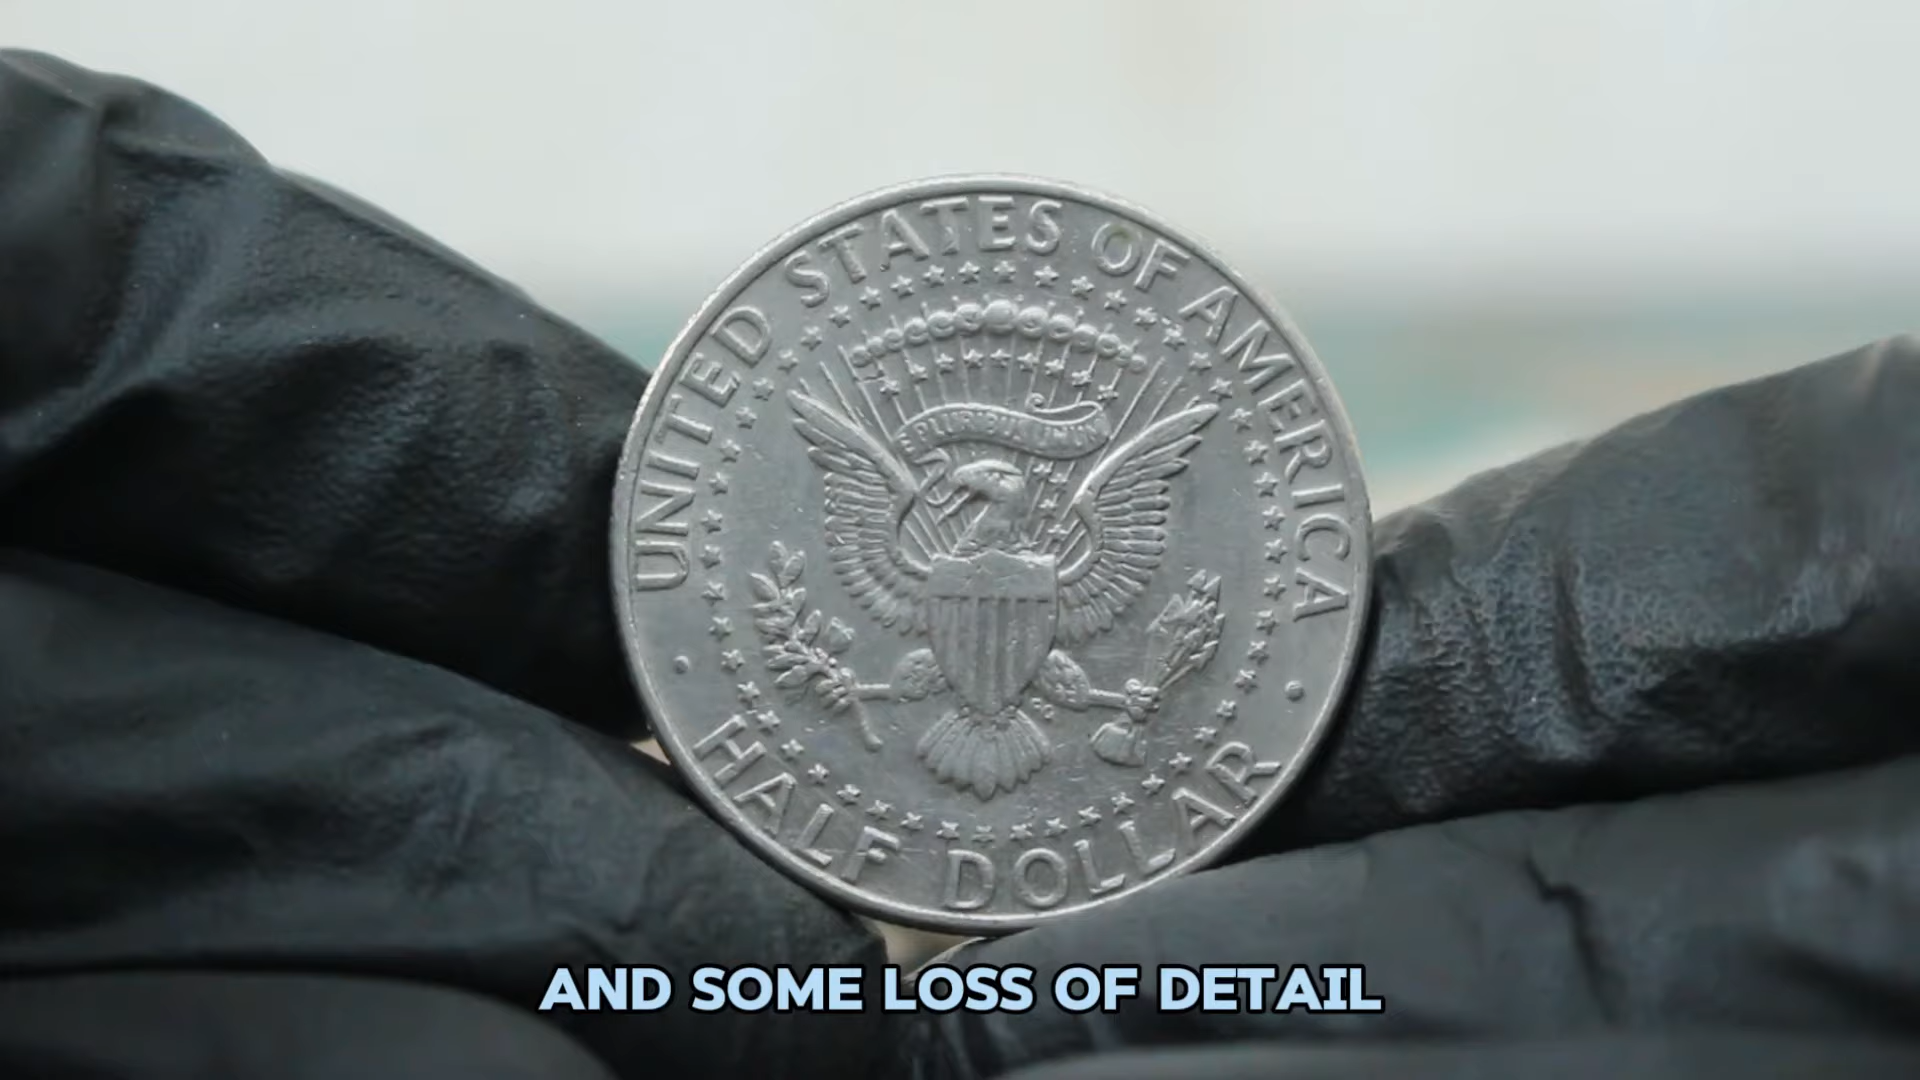 UNITED STATES OF AMERICA
E PLURIBUS UNUM
HALF DOLLAR
AND SOME LOSS OF DETAIL